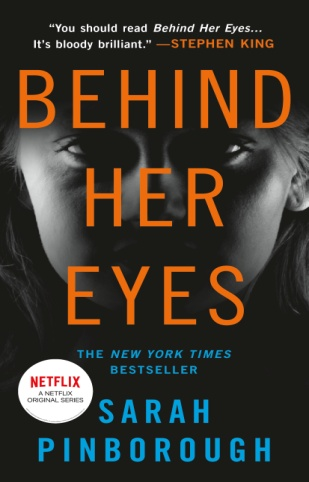 “You should read Behind Her Eyes...
It’s bloody brilliant.” —STEPHEN KING
BEHIND
HER
EYES
THE NEW YORK TIMES
BESTSELLER
NETFLIX
A NETFLIX
ORIGINAL SERIES
SARAH
PINBOROUGH